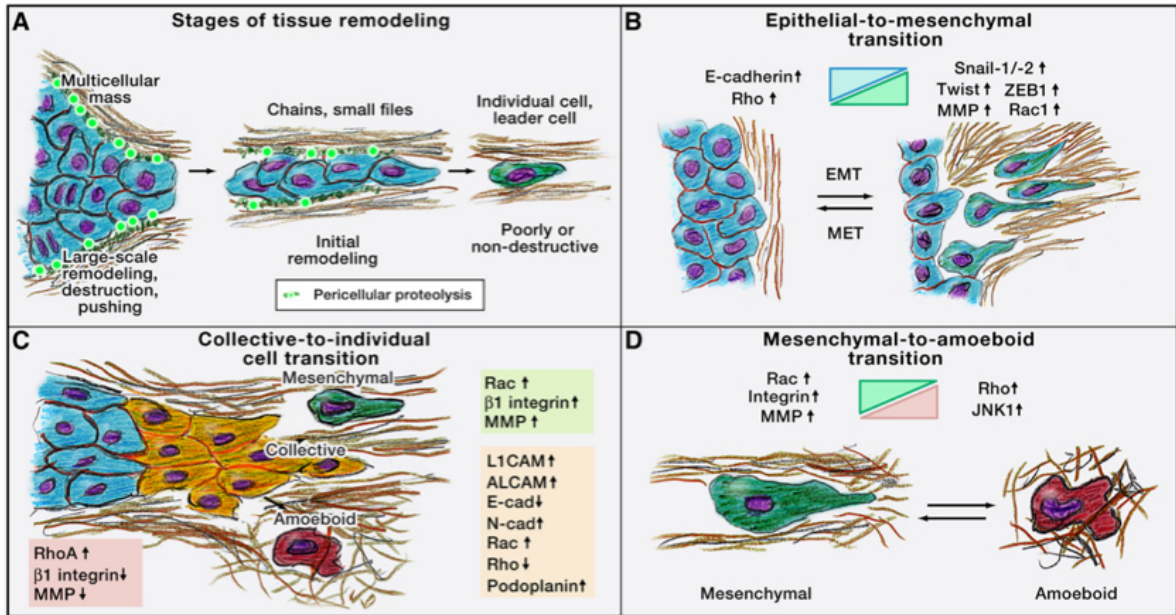 A
Stages of tissue remodeling
Multicellular
mass
Large-scale
remodeling,
destruction,
pushing
Chains, small files
Initial
remodeling
Individual cell,
leader cell
Poorly or
non-destructive
Pericellular proteolysis
B
Epithelial-to-mesenchymal
transition
E-cadherin↑
Rho ↑
Snail-1/-2 ↑
Twist↑ ZEB1 ↑
MMP ↑ Rac1 ↑
EMT
MET
C
Collective-to-individual
cell transition
Mesenchymal
Collective
Amoeboid
RhoA ↑
β1 integrin↓
MMP ↓
Rac ↑
β1 integrin↑
MMP ↑
L1CAM↑
ALCAM↑
E-cad↓
N-cad↑
Rac ↑
Rho ↓
Podoplanin↑
D
Mesenchymal-to-amoeboid
transition
Rac ↑
Integrin↑
MMP ↑
Rho↑
JNK1↑
Mesenchymal
Amoeboid